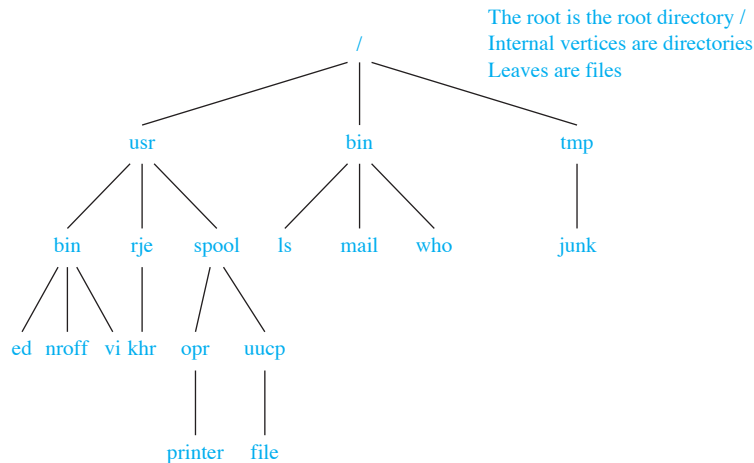 The root is the root directory /
Internal vertices are directories
Leaves are files
/
usr bin tmp
bin rje spool ls mail who junk
ed nroff vi khr opr uucp
printer file